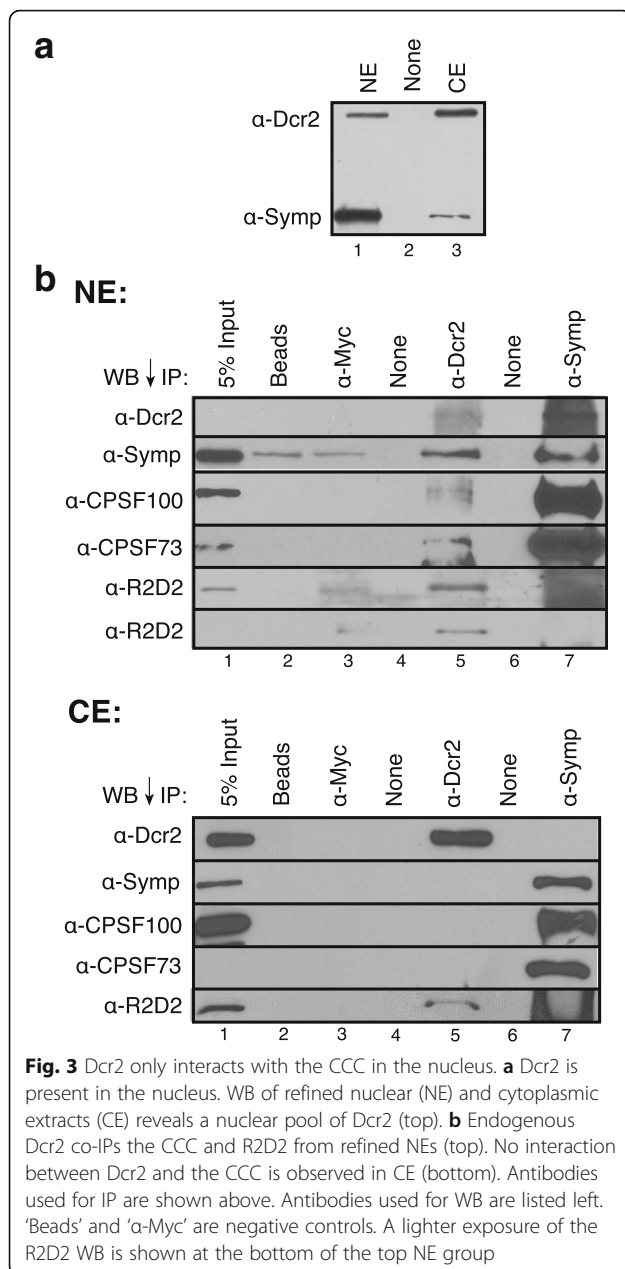 a
NE None CE
α-Dcr2
α-Symp
1 2 3
b NE:
WB ↓ IP: 5% Input Beads α-Myc None α-Dcr2 None α-Symp
α-Dcr2
α-Symp
α-CPSF100
α-CPSF73
α-R2D2
α-R2D2
1 2 3 4 5 6 7
CE:
WB ↓ IP: 5% Input Beads α-Myc None α-Dcr2 None α-Symp
α-Dcr2
α-Symp
α-CPSF100
α-CPSF73
α-R2D2
1 2 3 4 5 6 7
Fig. 3 Dcr2 only interacts with the CCC in the nucleus. a Dcr2 is
present in the nucleus. WB of refined nuclear (NE) and cytoplasmic
extracts (CE) reveals a nuclear pool of Dcr2 (top). b Endogenous
Dcr2 co-IPs the CCC and R2D2 from refined NEs (top). No interaction
between Dcr2 and the CCC is observed in CE (bottom). Antibodies
used for IP are shown above. Antibodies used for WB are listed left.
'Beads' and 'α-Myc' are negative controls. A lighter exposure of the
R2D2 WB is shown at the bottom of the top NE group